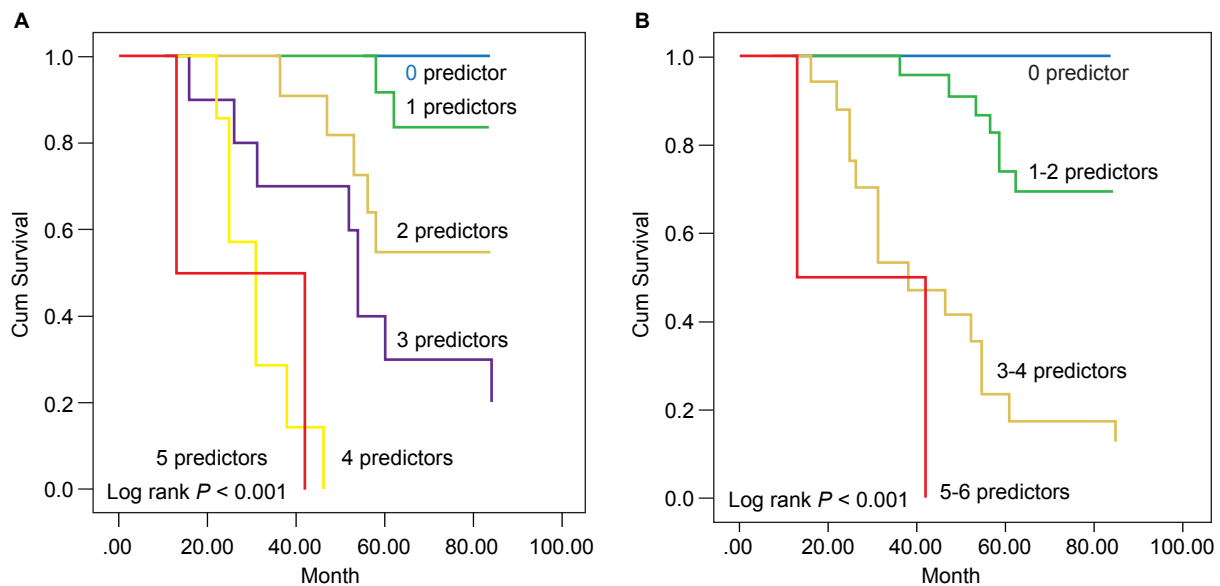 A
Cum Survival
1.0
0.8
0.6
0.4
0.2
0.0
0 predictor
1 predictors
2 predictors
3 predictors
5 predictors
4 predictors
Log rank P < 0.001
.00 20.00 40.00 60.00 80.00 100.00
Month
B
Cum Survival
1.0
0.8
0.6
0.4
0.2
0.0
0 predictor
1-2 predictors
3-4 predictors
5-6 predictors
Log rank P < 0.001
.00 20.00 40.00 60.00 80.00 100.00
Month